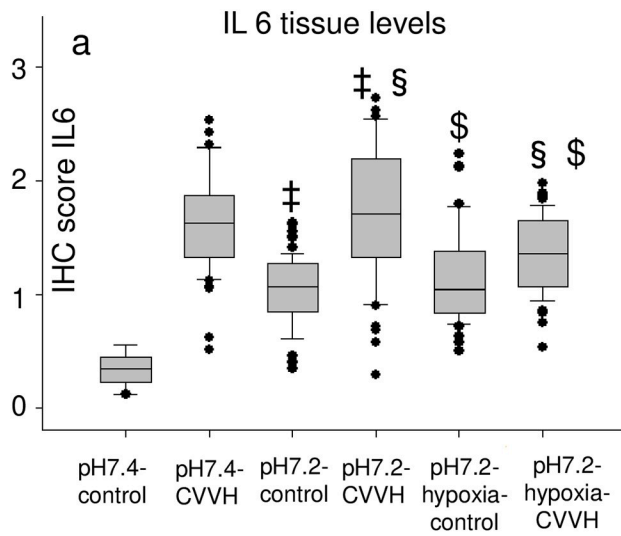 IL 6 tissue levels
a
IHC score IL6
3
2
1
0
‡
‡ §
$
§ $
pH7.4-
control
pH7.4-
CVVH
pH7.2-
control
pH7.2-
CVVH
pH7.2-
hypoxia-
control
pH7.2-
hypoxia-
CVVH